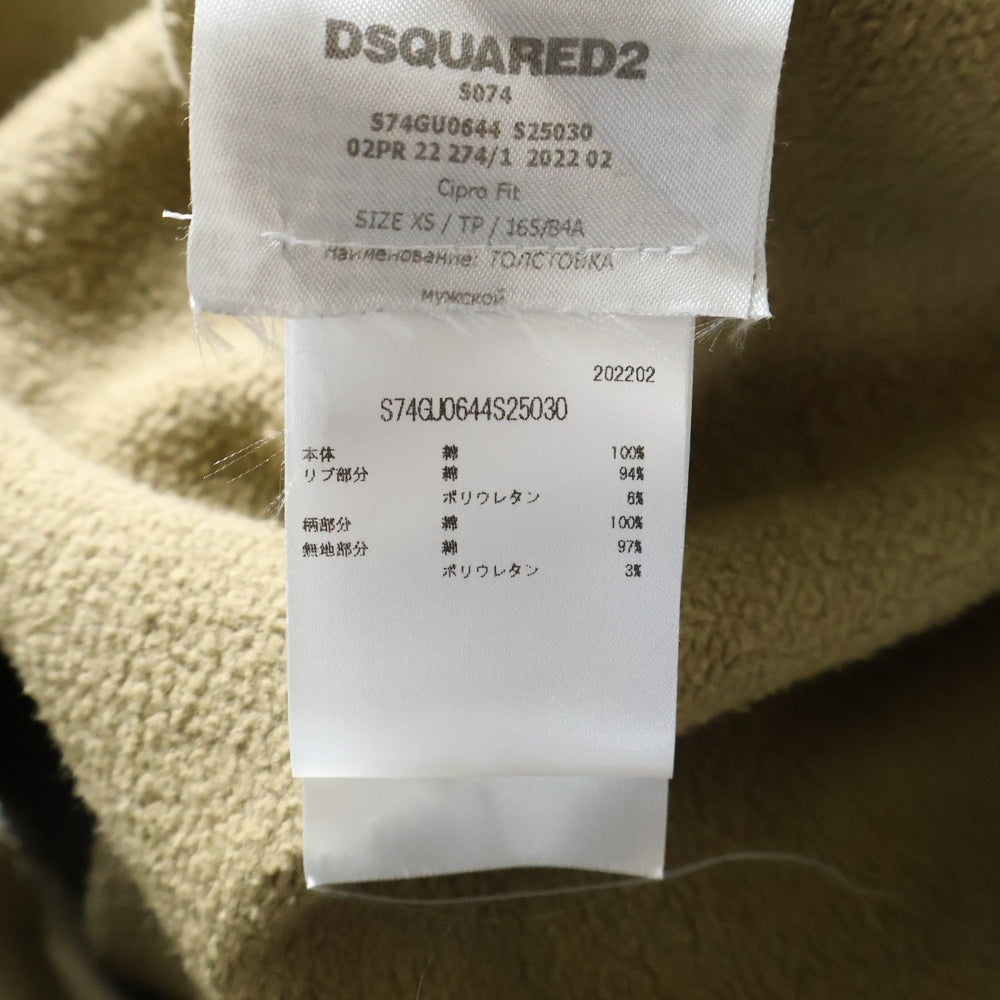 DSQUARED2
S074
S74GU0644 S25030
02PR 22 274/1 2022 02
Cipro Fit
SIZE XS / TP / 165/84A
Наименование: ТОЛСТОВКА
мужской
202202
S74GU0644S25030
本体 綿 100%
リブ部分 綿 94%
ポリウレタン 6%
柄部分 綿 100%
無地部分 綿 97%
ポリウレタン 3%